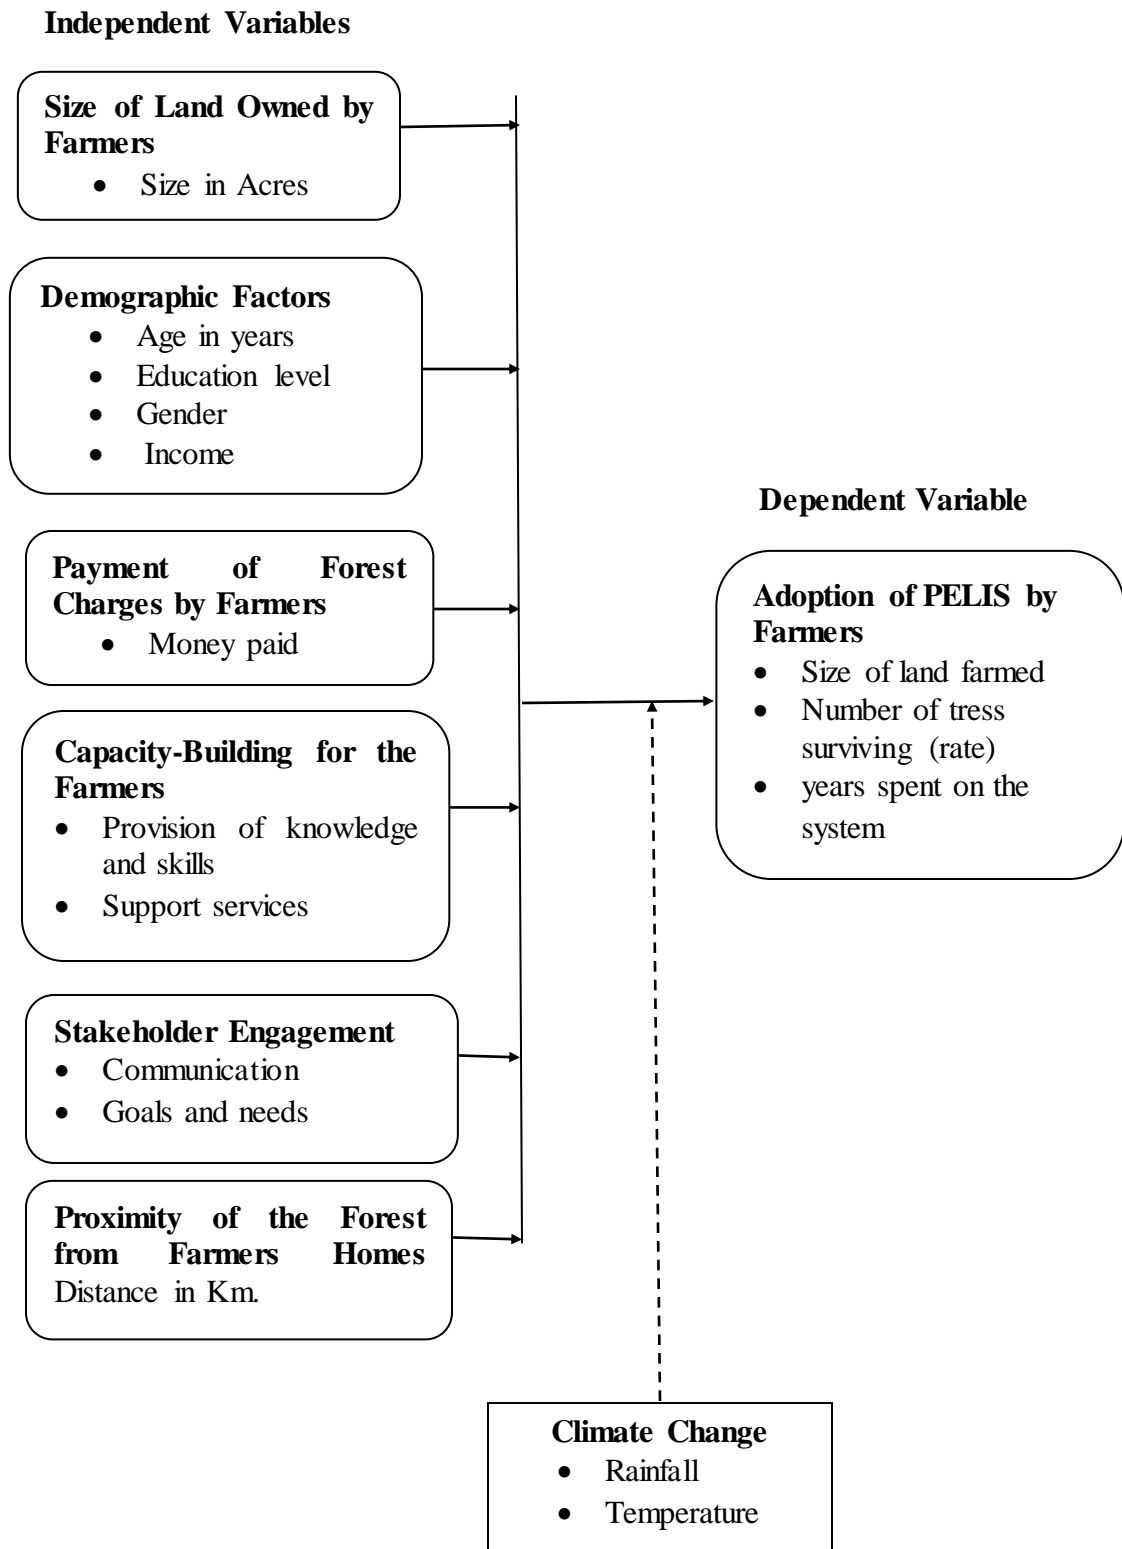 Independent Variables
Size of Land Owned by
Farmers
• Size in Acres
Demographic Factors
• Age in years
• Education level
• Gender
• Income
Payment of Forest
Charges by Farmers
• Money paid
Capacity-Building for the
Farmers
• Provision of knowledge
and skills
• Support services
Stakeholder Engagement
• Communication
• Goals and needs
Proximity of the Forest
from Farmers Homes
Distance in Km.
Dependent Variable
Adoption of PELIS by
Farmers
• Size of land farmed
• Number of tress
surviving (rate)
• years spent on the
system
Climate Change
• Rainfall
• Temperature